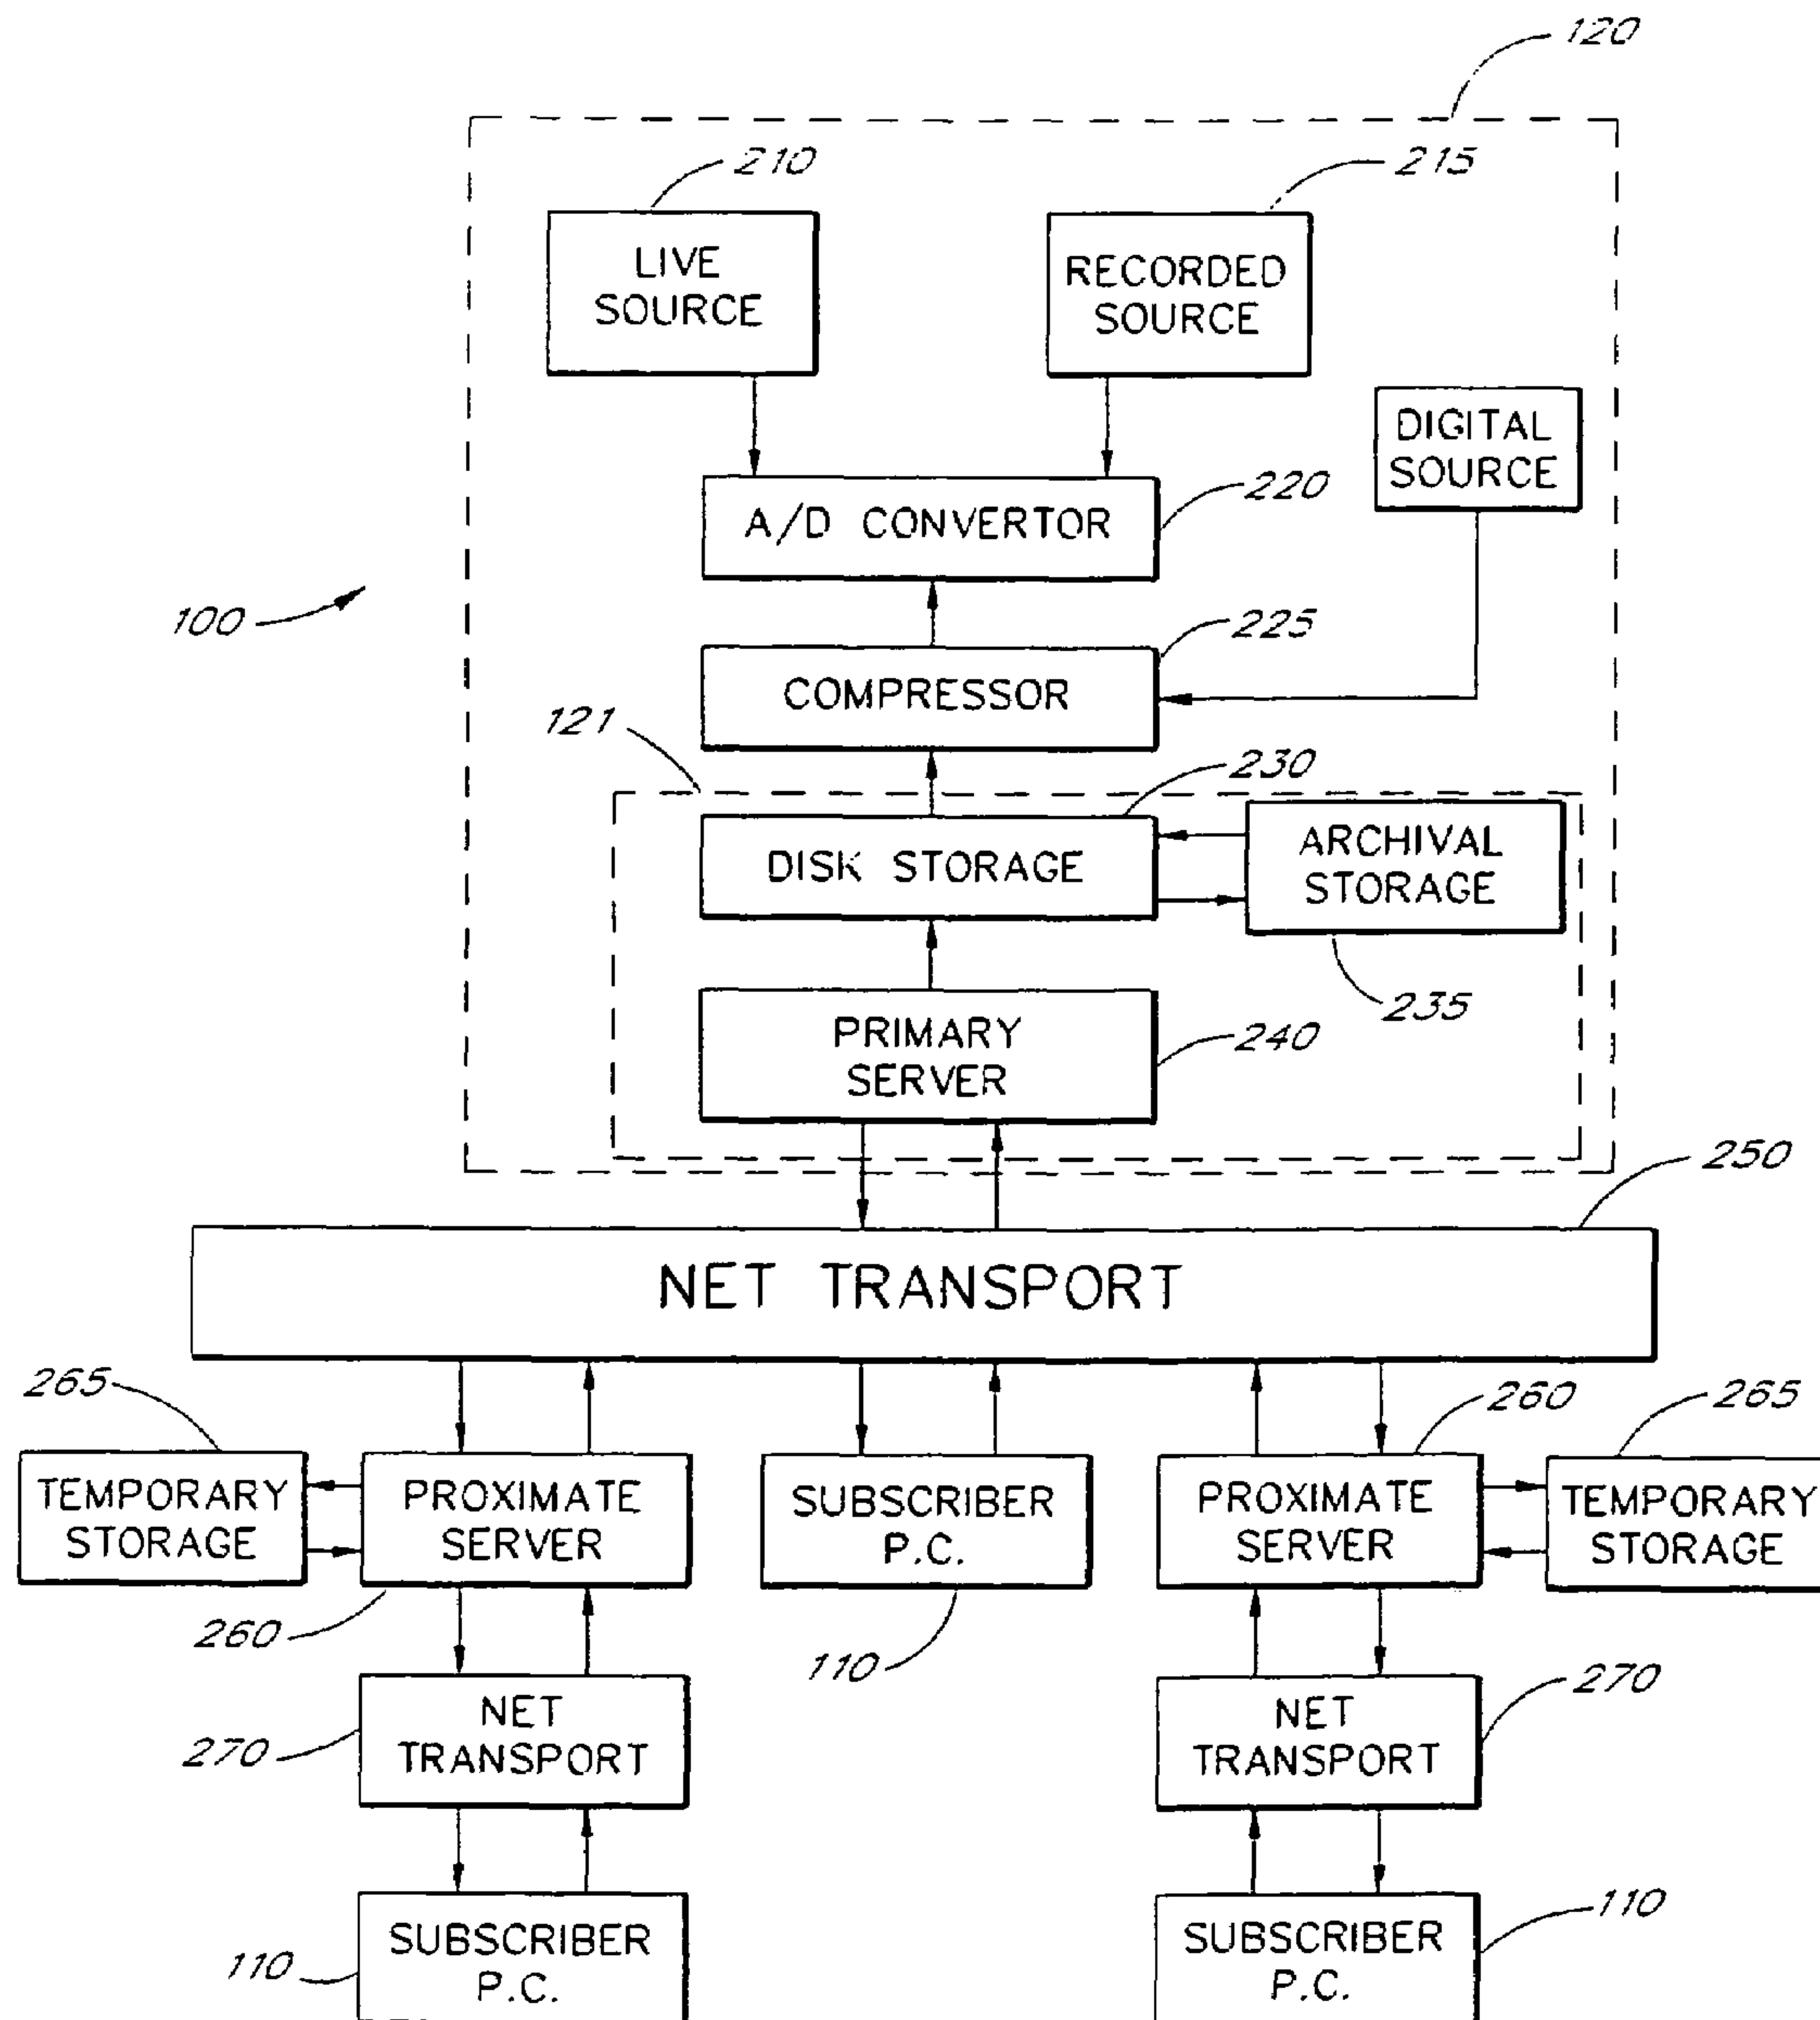 120
210
215
LIVE
SOURCE
RECORDED
SOURCE
DIGITAL
SOURCE
A/D CONVERTOR
220
100
225
COMPRESSOR
121
230
DISK STORAGE
ARCHIVAL
STORAGE
235
PRIMARY
SERVER
240
250
NET TRANSPORT
265
260
265
TEMPORARY
STORAGE
PROXIMATE
SERVER
SUBSCRIBER
P.C.
PROXIMATE
SERVER
TEMPORARY
STORAGE
260
110
NET
TRANSPORT
270
NET
TRANSPORT
270
SUBSCRIBER
P.C.
110
SUBSCRIBER
P.C.
110